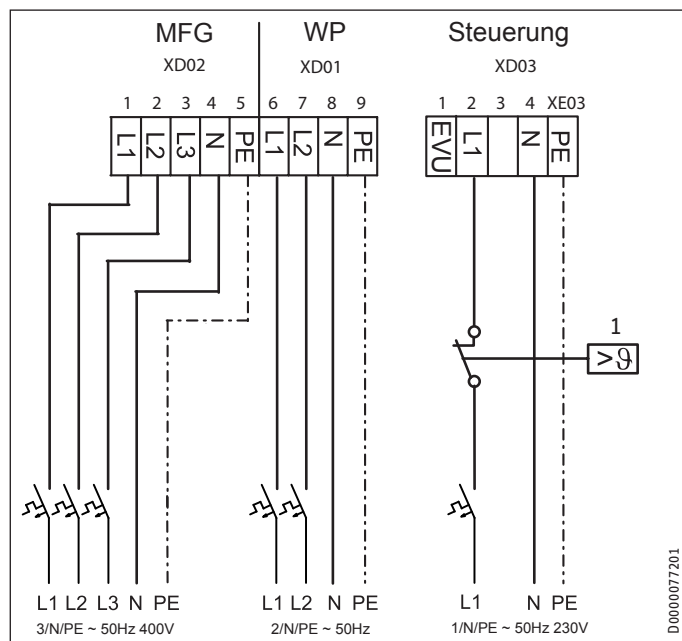 MFG WP Steuerung
XD02 XD01 XD03
1 2 3 4 5 6 7 8 9 1 2 3 4 XE03
L1 L2 L3 N PE L1 L2 N PE EVU L1 N PE
1
>ϑ
L1 L2 L3 N PE L1 L2 N PE L1 N PE
3/N/PE ~ 50Hz 400V 2/N/PE ~ 50Hz 1/N/PE ~ 50Hz 230V
D0000077201